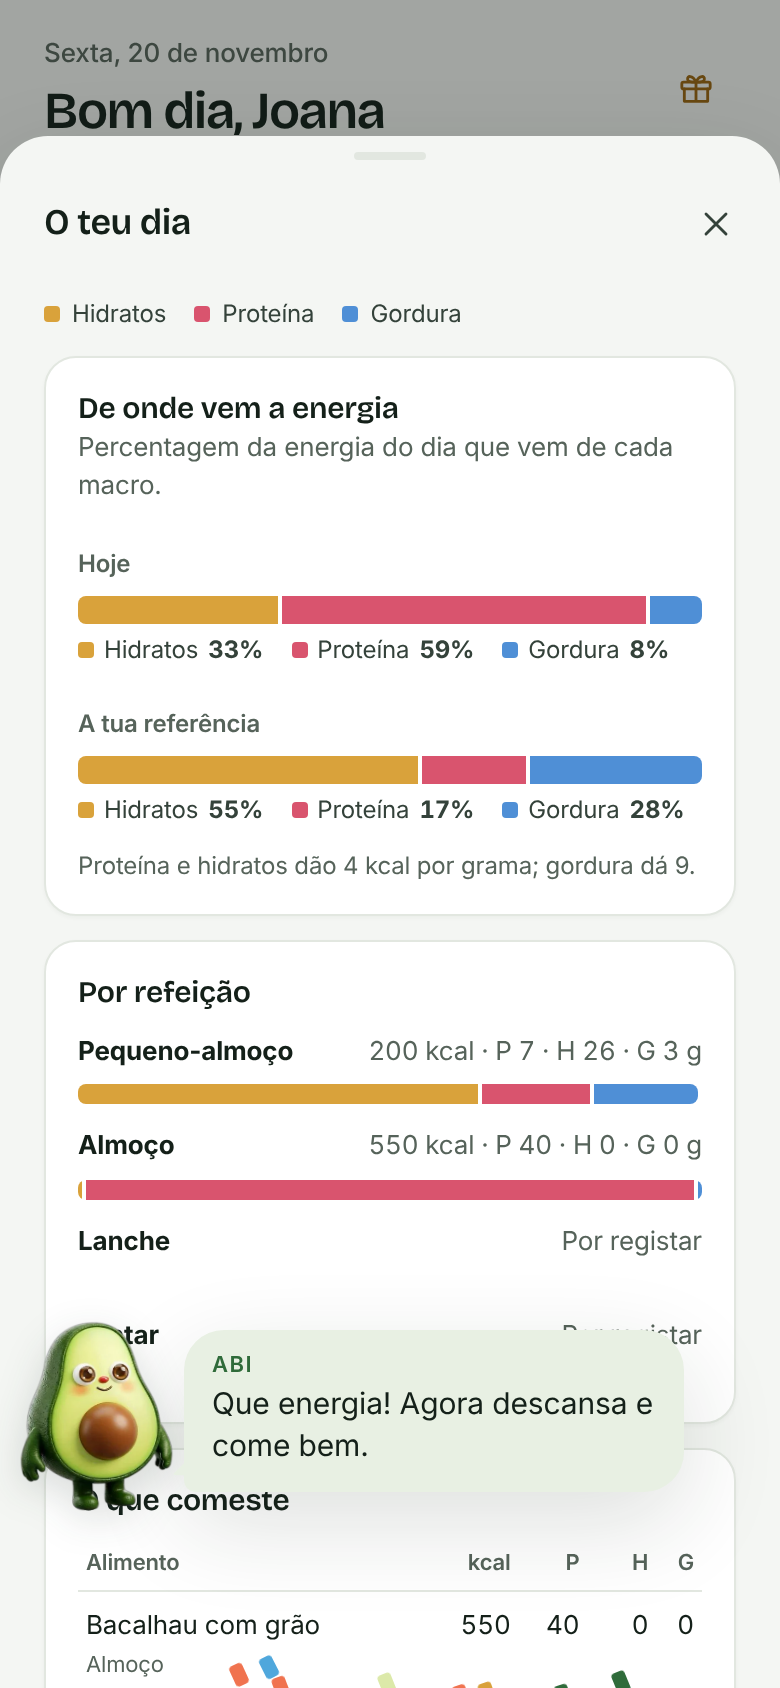 Sexta, 20 de novembro
Bom dia, Joana
O teu dia
Hidratos Proteína Gordura
De onde vem a energia
Percentagem da energia do dia que vem de cada
macro.
Hoje
Hidratos 33% Proteína 59% Gordura 8%
A tua referência
Hidratos 55% Proteína 17% Gordura 28%
Proteína e hidratos dão 4 kcal por grama; gordura dá 9.
Por refeição
Pequeno-almoço 200 kcal · P 7 · H 26 · G 3 g
Almoço 550 kcal · P 40 · H 0 · G 0 g
Lanche Por registar
ABI
Que energia! Agora descansa e
come bem.
que comeste
Alimento kcal P H G
Bacalhau com grão 550 40 0 0
Almoço